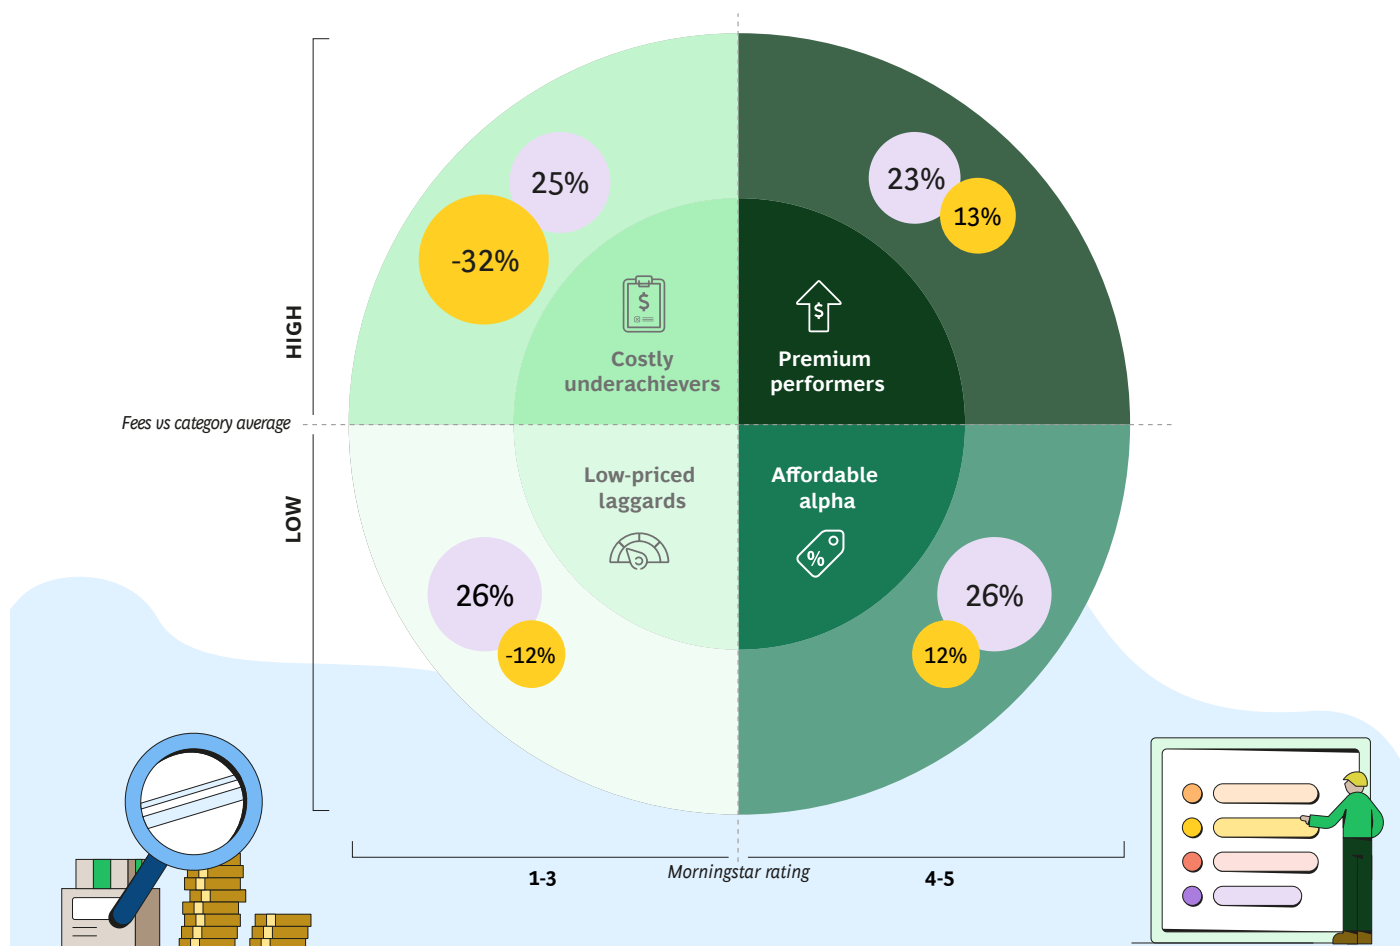 25%
-32%
23%
13%
HIGH
$
Costly
underachievers
$
Premium
performers
Fees vs category average
LOW
Low-priced
laggards
Affordable
alpha
%
26%
-12%
26%
12%
Morningstar rating
1-3
4-5